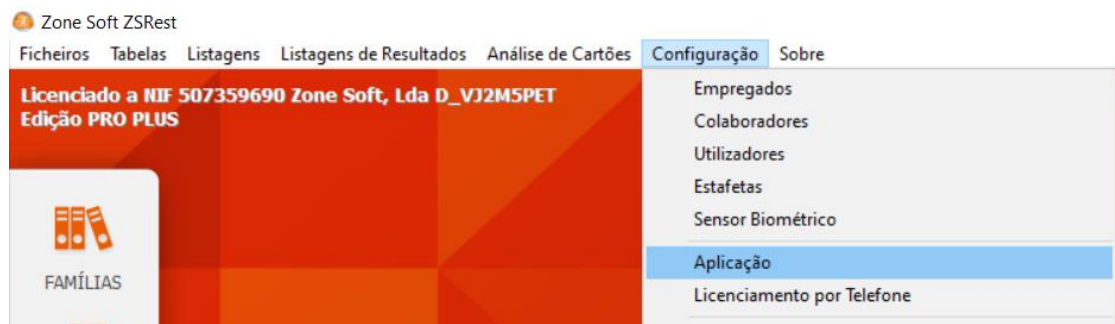 Zone Soft ZSRest
Ficheiros Tabelas Listagens Listagens de Resultados Análise de Cartões Configuração Sobre
Licenciado a NIF 507359690 Zone Soft, Lda D_VJ2M5PET
Edição PRO PLUS
Empregados
Colaboradores
Utilizadores
Estafetas
Sensor Biométrico
Aplicação
Licenciamento por Telefone
FAMÍLIAS